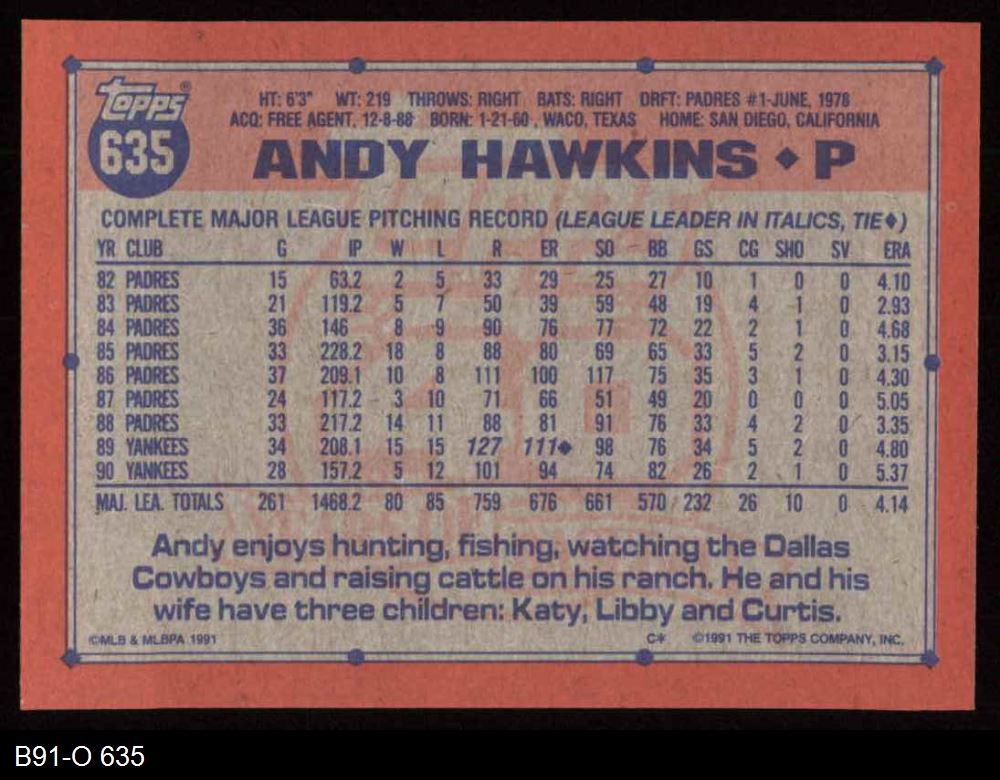 Topps®
635
HT: 6'3" WT: 219 THROWS: RIGHT BATS: RIGHT DRFT: PADRES #1-JUNE, 1978
ACQ: FREE AGENT, 12-8-88 BORN: 1-21-60, WACO, TEXAS HOME: SAN DIEGO, CALIFORNIA
ANDY HAWKINS ♦ P
COMPLETE MAJOR LEAGUE PITCHING RECORD (LEAGUE LEADER IN ITALICS, TIE♦)
YR CLUB G IP W L R ER SO BB GS CG SHO SV ERA
82 PADRES 15 63.2 2 5 33 29 25 27 10 1 0 0 4.10
83 PADRES 21 119.2 5 7 50 39 59 48 19 4 1 0 2.93
84 PADRES 36 146 8 9 90 76 77 72 22 2 1 0 4.68
85 PADRES 33 228.2 18 8 88 80 69 65 33 5 2 0 3.15
86 PADRES 37 209.1 10 8 111 100 117 75 35 3 1 0 4.30
87 PADRES 24 117.2 3 10 71 66 51 49 20 0 0 0 5.05
88 PADRES 33 217.2 14 11 88 81 91 76 33 4 2 0 3.35
89 YANKEES 34 208.1 15 15 127 111♦ 98 76 34 5 2 0 4.80
90 YANKEES 28 157.2 5 12 101 94 74 82 26 2 1 0 5.37
MAJ. LEA. TOTALS 261 1468.2 80 85 759 676 661 570 232 26 10 0 4.14
Andy enjoys hunting, fishing, watching the Dallas
Cowboys and raising cattle on his ranch. He and his
wife have three children: Katy, Libby and Curtis.
©MLB & MLBPA 1991 C* ©1991 THE TOPPS COMPANY, INC.
B91-O 635